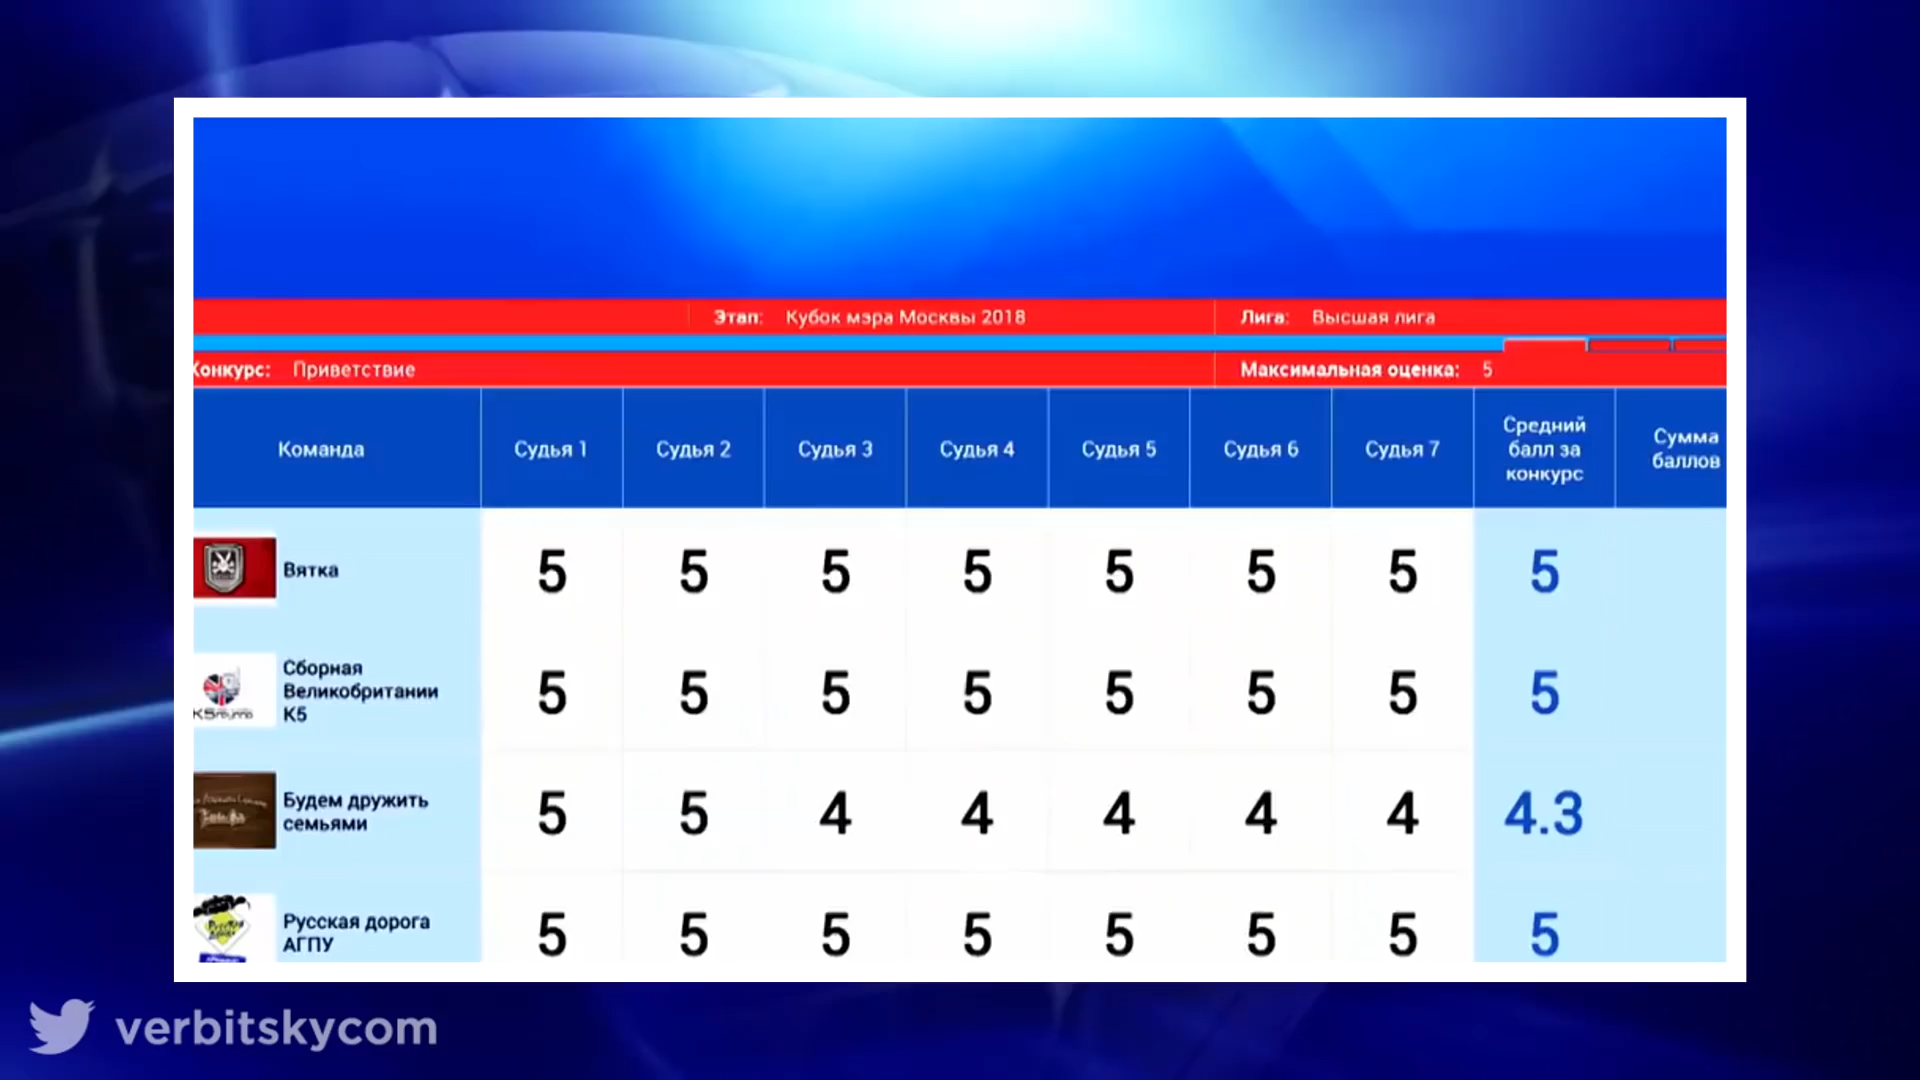 Этап: Кубок мэра Москвы 2018 Лига: Высшая лига
Конкурс: Приветствие Максимальная оценка: 5
Команда Судья 1 Судья 2 Судья 3 Судья 4 Судья 5 Судья 6 Судья 7 Средний балл за конкурс Сумма баллов
Вятка 5 5 5 5 5 5 5 5
Сборная Великобритании К5 5 5 5 5 5 5 5 5
Будем дружить семьями 5 5 4 4 4 4 4 4.3
Русская дорога АГПУ 5 5 5 5 5 5 5 5
verbitskycom